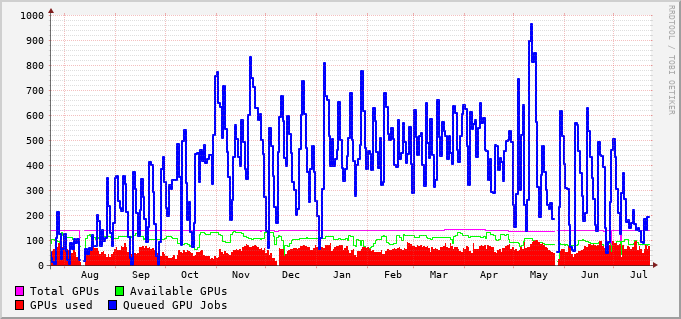 1000
900
800
700
600
500
400
300
200
100
0
Aug Sep Oct Nov Dec Jan Feb Mar Apr May Jun Jul
RRDTOOL / TOBI OETIKER
Total GPUs Available GPUs
GPUs used Queued GPU Jobs